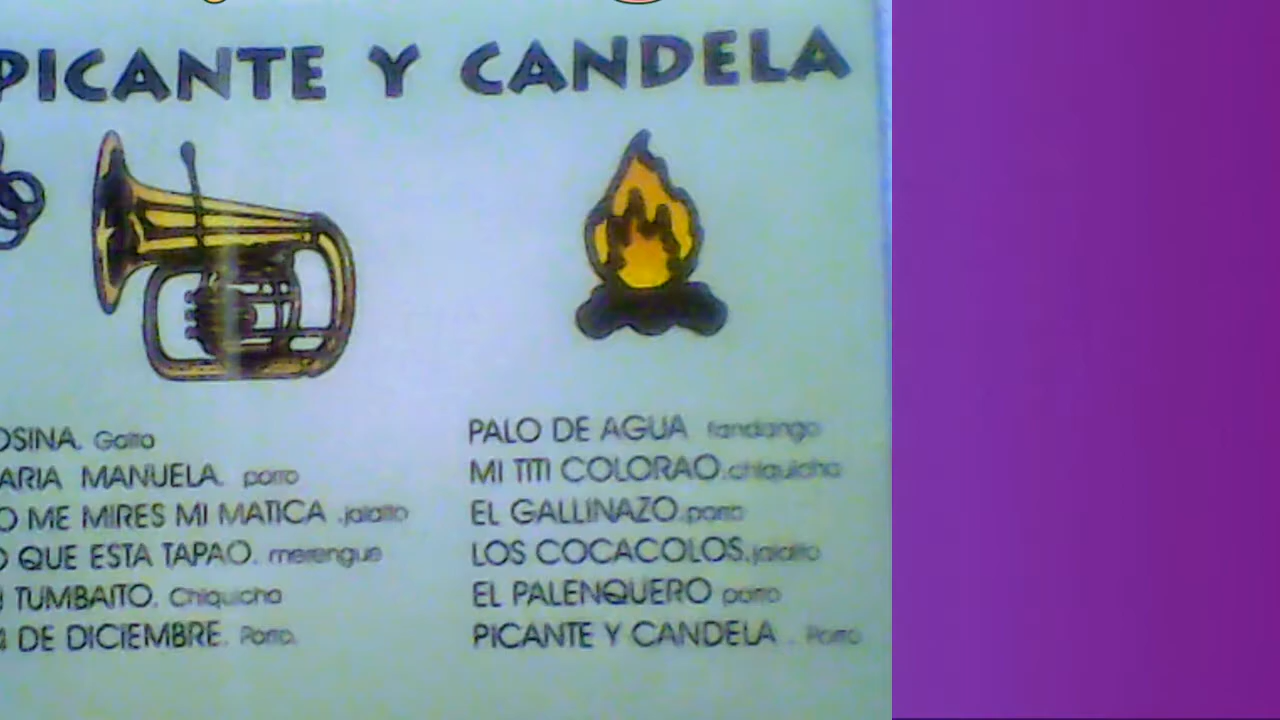 PICANTE Y CANDELA
OSINA. Gaita
ARIA MANUELA. porro
O ME MIRES MI MATICA .jalaito
O QUE ESTA TAPAO. merengue
TUMBAITO. Chiquicha
4 DE DICIEMBRE. Porro.
PALO DE AGUA fandango
MI TITI COLORAO.chiquicha
EL GALLINAZO.porro
LOS COCACOLOS.jalaito
EL PALENQUERO porro
PICANTE Y CANDELA . Porro